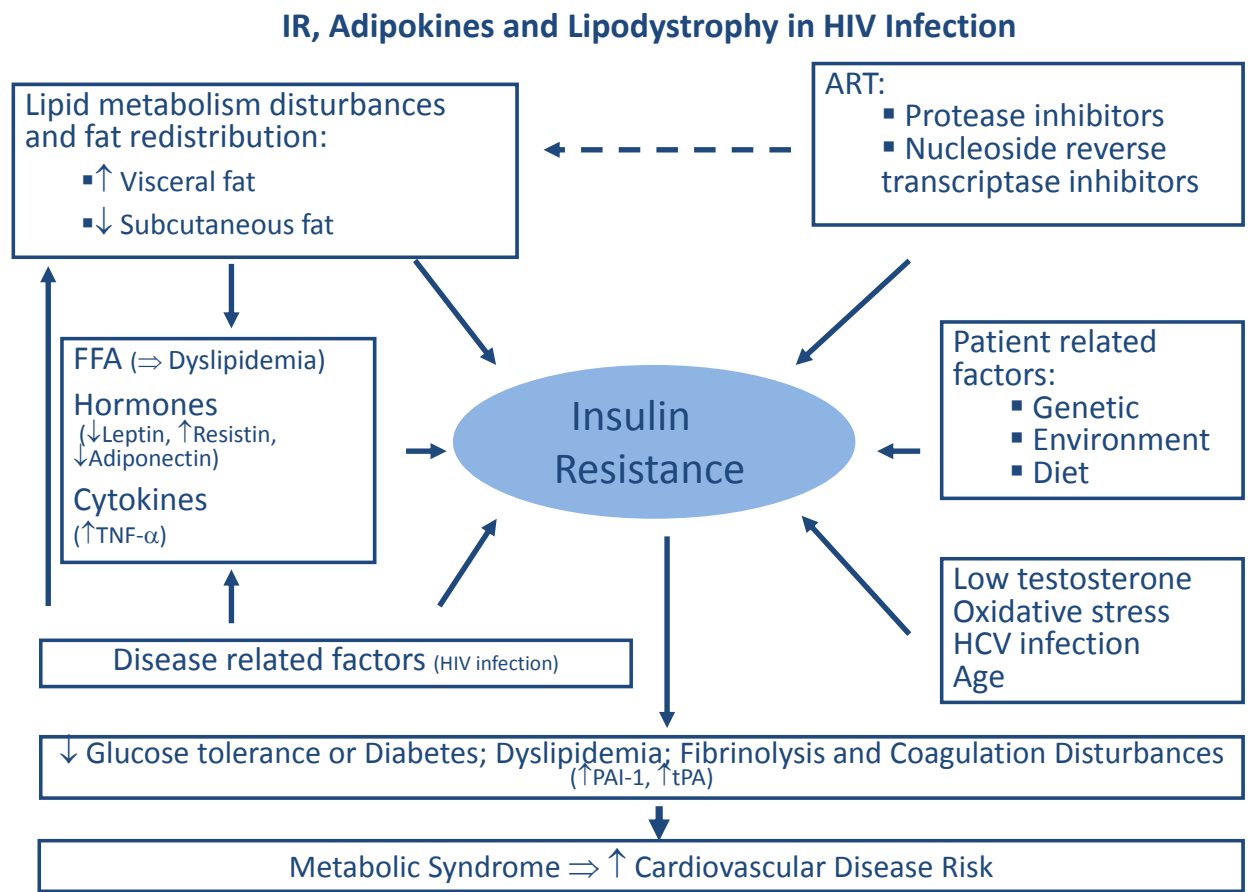 IR, Adipokines and Lipodystrophy in HIV Infection
Lipid metabolism disturbances
and fat redistribution:
▪↑ Visceral fat
▪↓ Subcutaneous fat
ART:
▪ Protease inhibitors
▪ Nucleoside reverse
transcriptase inhibitors
FFA (⇒ Dyslipidemia)
Hormones
(↓Leptin, ↑Resistin,
↓Adiponectin)
Cytokines
(↑TNF-α)
Insulin
Resistance
Patient related
factors:
▪ Genetic
▪ Environment
▪ Diet
Low testosterone
Oxidative stress
HCV infection
Age
Disease related factors (HIV infection)
↓ Glucose tolerance or Diabetes; Dyslipidemia; Fibrinolysis and Coagulation Disturbances
(↑PAI-1, ↑tPA)
Metabolic Syndrome ⇒ ↑ Cardiovascular Disease Risk